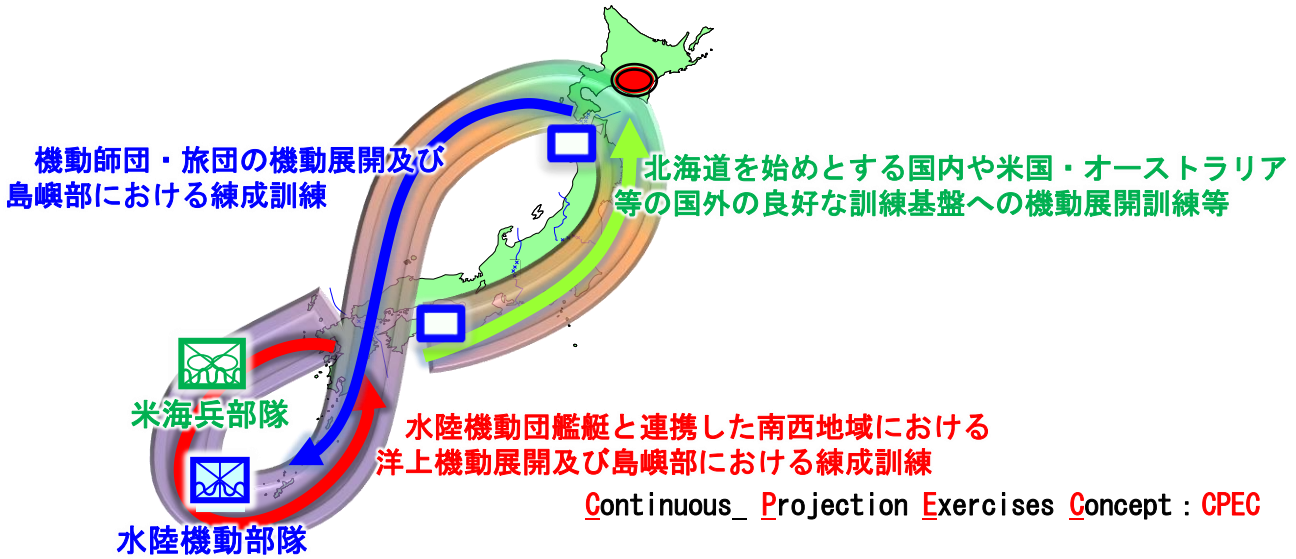 機動師団・旅団の機動展開及び
島嶼部における練成訓練
北海道を始めとする国内や米国・オーストラリア
等の国外の良好な訓練基盤への機動展開訓練等
米海兵部隊
水陸機動団艦艇と連携した南西地域における
洋上機動展開及び島嶼部における練成訓練
Continuous_ Projection Exercises Concept：CPEC
水陸機動部隊